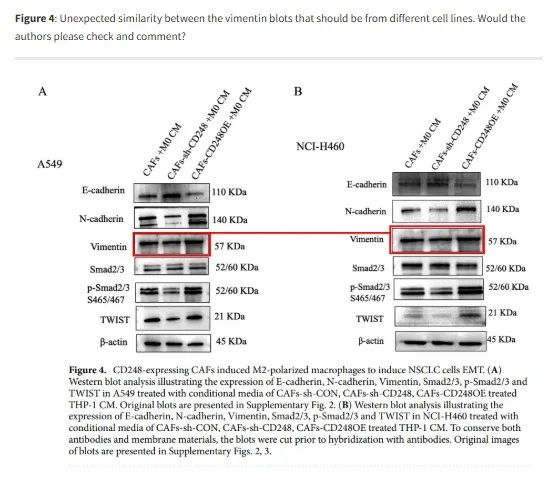 Figure 4: Unexpected similarity between the vimentin blots that should be from different cell lines. Would the
authors please check and comment?
A
B
CAFs +M0 CM
CAFs-sh-CD248 +M0 CM
CAFs-CD248OE +M0 CM
CAFs + M0 CM
CAFs-sh-CD248 + M0 CM
CAFs-CD248OE + M0 CM
A549
NCI-H460
E-cadherin
110 KDa
E-cadherin
110 KDa
N-cadherin
140 KDa
N-cadherin
140 KDa
Vimentin
57 KDa
Vimentin
57 KDa
Smad2/3
52/60 KDa
Smad2/3
52/60 KDa
p-Smad2/3
S465/467
52/60 KDa
p-Smad2/3
S465/467
52/60 KDa
TWIST
21 KDa
TWIST
21 KDa
β-actin
45 KDa
β-actin
45 KDa
Figure 4. CD248-expressing CAFs induced M2-polarized macrophages to induce NSCLC cells EMT. (A)
Western blot analysis illustrating the expression of E-cadherin, N-cadherin, Vimentin, Smad2/3, p-Smad2/3 and
TWIST in A549 treated with conditional media of CAFs-sh-CON, CAFs-sh-CD248, CAFs-CD248OE treated
THP-1 CM. Original blots are presented in Supplementary Fig. 2. (B) Western blot analysis illustrating the
expression of E-cadherin, N-cadherin, Vimentin, Smad2/3, p-Smad2/3 and TWIST in NCI-H460 treated with
conditional media of CAFs-sh-CON, CAFs-sh-CD248, CAFs-CD248OE treated THP-1 CM. To conserve both
antibodies and membrane materials, the blots were cut prior to hybridization with antibodies. Original images
of blots are presented in Supplementary Figs. 2, 3.